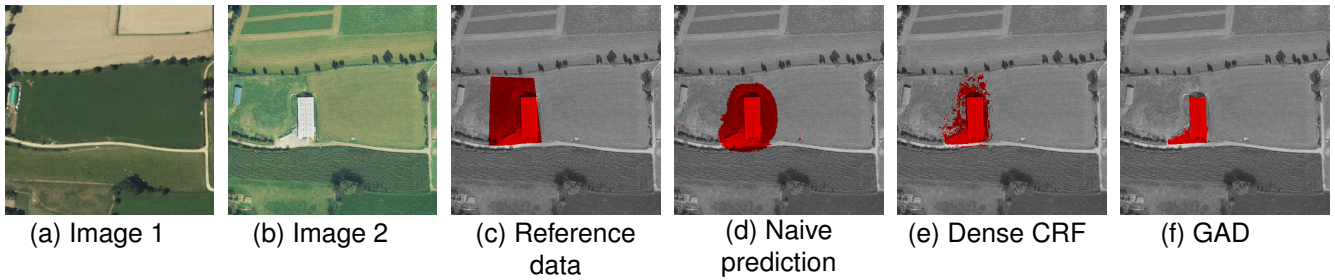 (a) Image 1
(b) Image 2
(c) Reference
data
(d) Naive
prediction
(e) Dense CRF
(f) GAD